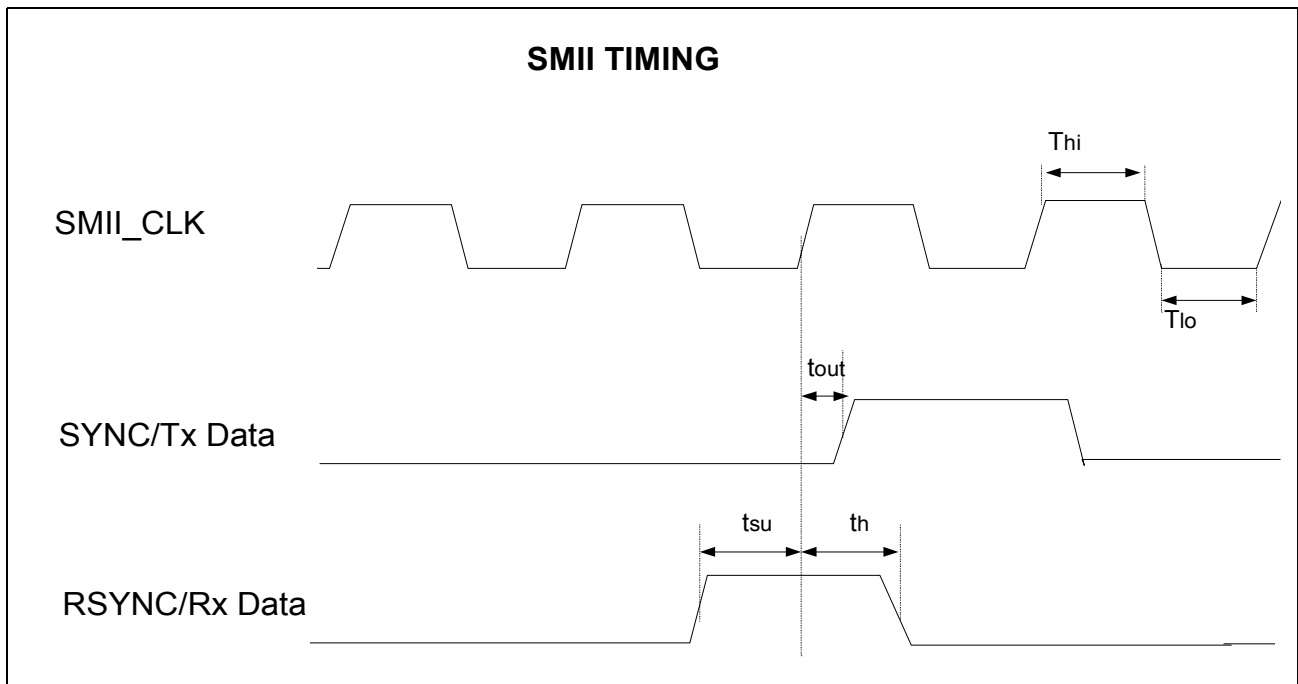 SMII TIMING
Thi
SMII_CLK
Tlo
tout
SYNC/Tx Data
tsu
th
RSYNC/Rx Data